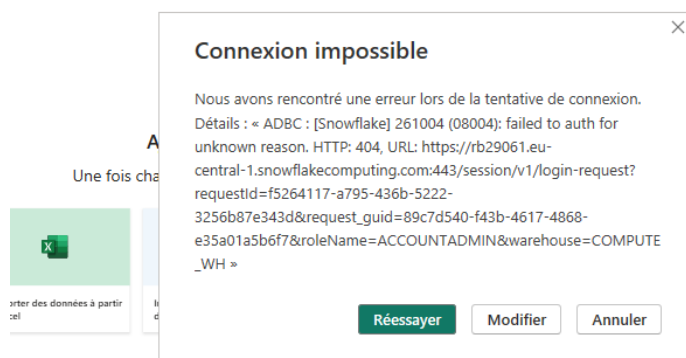 Connexion impossible
Nous avons rencontré une erreur lors de la tentative de connexion.
Détails : « ADBC : [Snowflake] 261004 (08004): failed to auth for
unknown reason. HTTP: 404, URL: https://rb29061.eu-
central-1.snowflakecomputing.com:443/session/v1/login-request?
requestId=f5264117-a795-436b-5222-
3256b87e343d&request_guid=89c7d540-f43b-4617-4868-
e35a01a5b6f7&roleName=ACCOUNTADMIN&warehouse=COMPUTE
_WH »
Réessayer Modifier Annuler
A
Une fois cha
orter des données à partir
cel